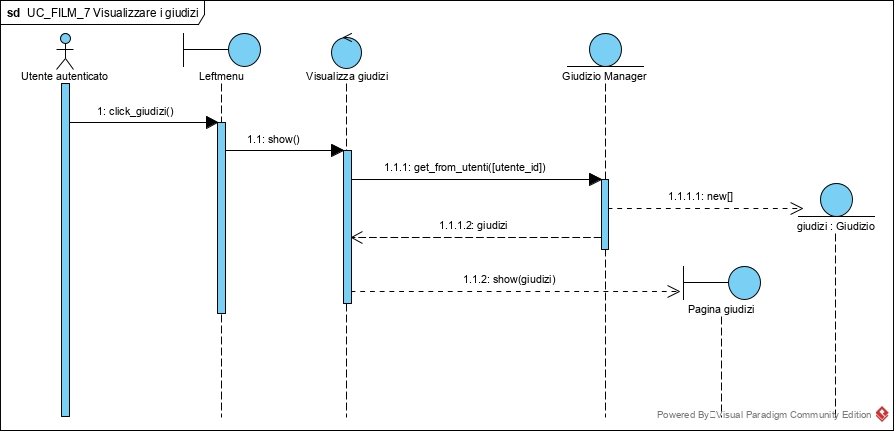 sd UC_FILM_7 Visualizzare i giudizi
Utente autenticato
Leftmenu
Visualizza giudizi
Giudizio Manager
1: click_giudizi()
1.1: show()
1.1.1: get_from_utenti([utente_id])
1.1.1.1: new[]
giudizi : Giudizio
1.1.1.2: giudizi
1.1.2: show(giudizi)
Pagina giudizi
Powered By Visual Paradigm Community Edition